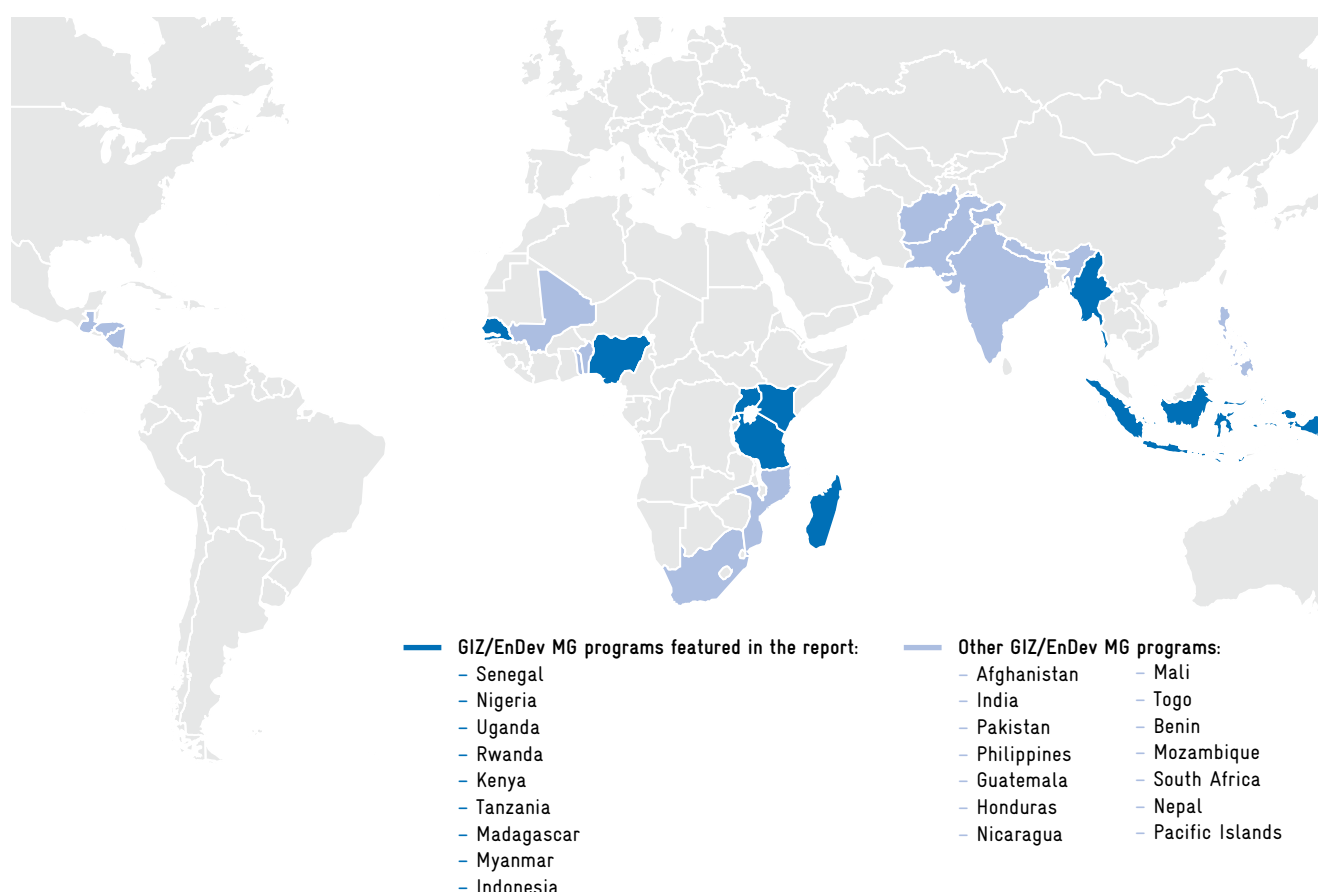 GIZ/EnDev MG programs featured in the report:
– Senegal
– Nigeria
– Uganda
– Rwanda
– Kenya
– Tanzania
– Madagascar
– Myanmar
– Indonesia
Other GIZ/EnDev MG programs:
– Afghanistan
– India
– Pakistan
– Philippines
– Guatemala
– Honduras
– Nicaragua
– Mali
– Togo
– Benin
– Mozambique
– South Africa
– Nepal
– Pacific Islands